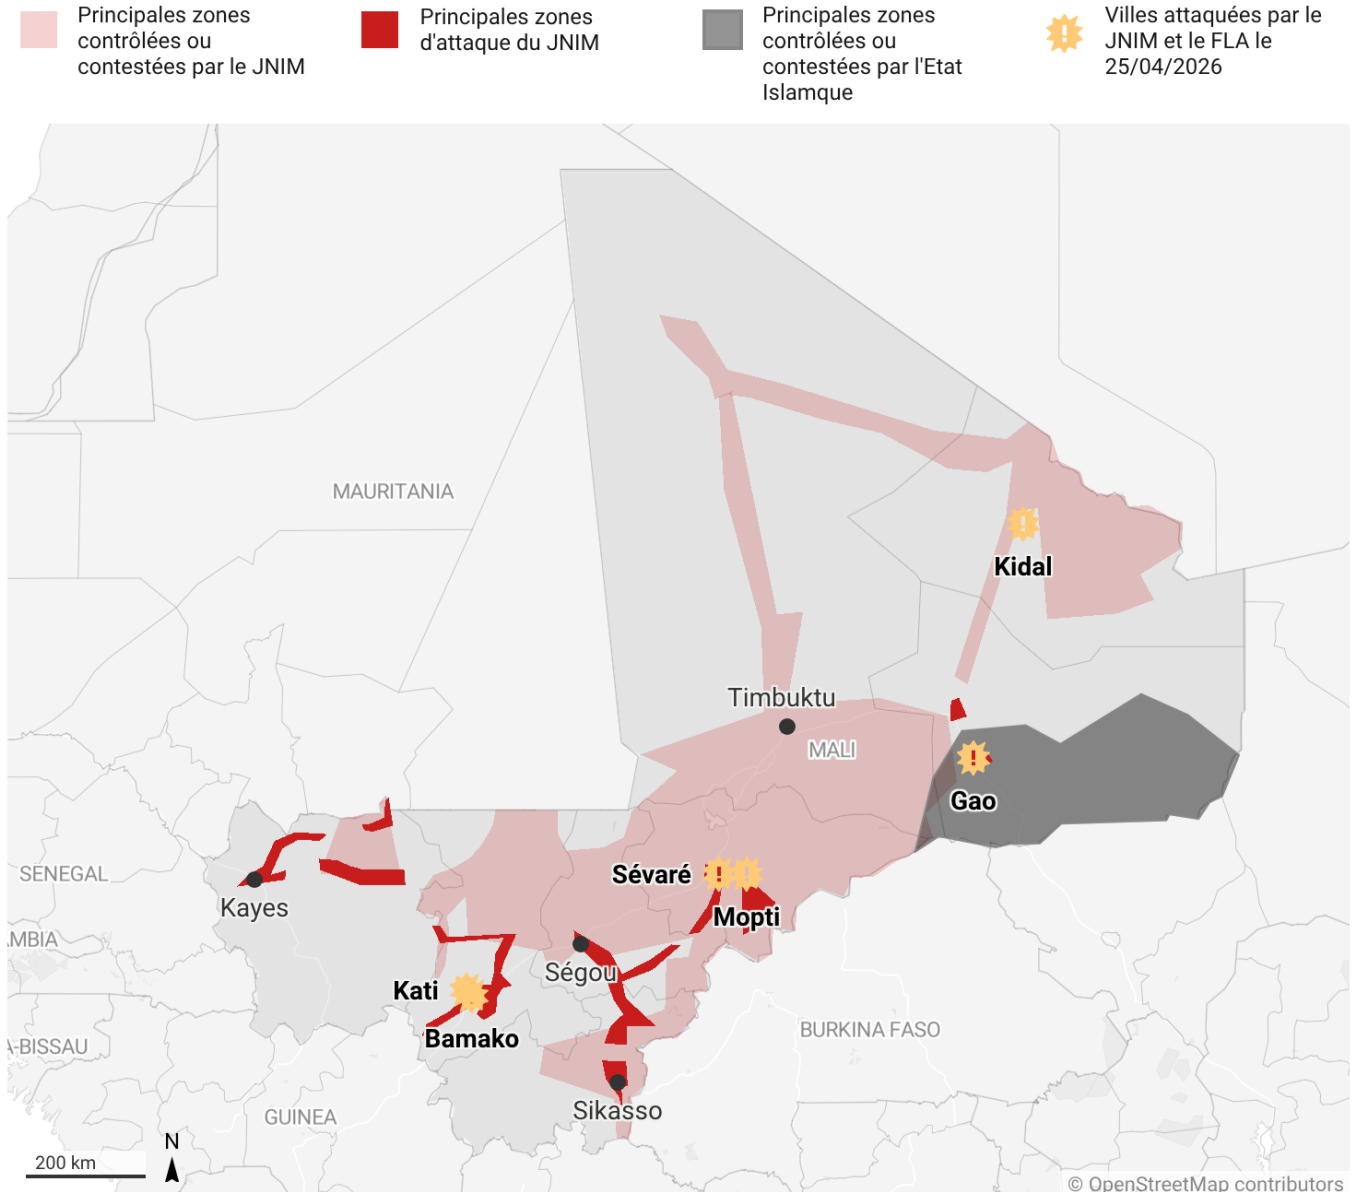 Principales zones
contrôlées ou
contestées par le JNIM
Principales zones
d'attaque du JNIM
Principales zones
contrôlées ou
contestées par l'Etat
Islamque
Villes attaquées par le
JNIM et le FLA le
25/04/2026
MAURITANIA
Kidal
Timbuktu
MALI
Gao
SENEGAL
Sévaré
Kayes
Mopti
AMBIA
Ségou
Kati
Bamako
BURKINA FASO
A-BISSAU
GUINEA
Sikasso
N
200 km
© OpenStreetMap contributors